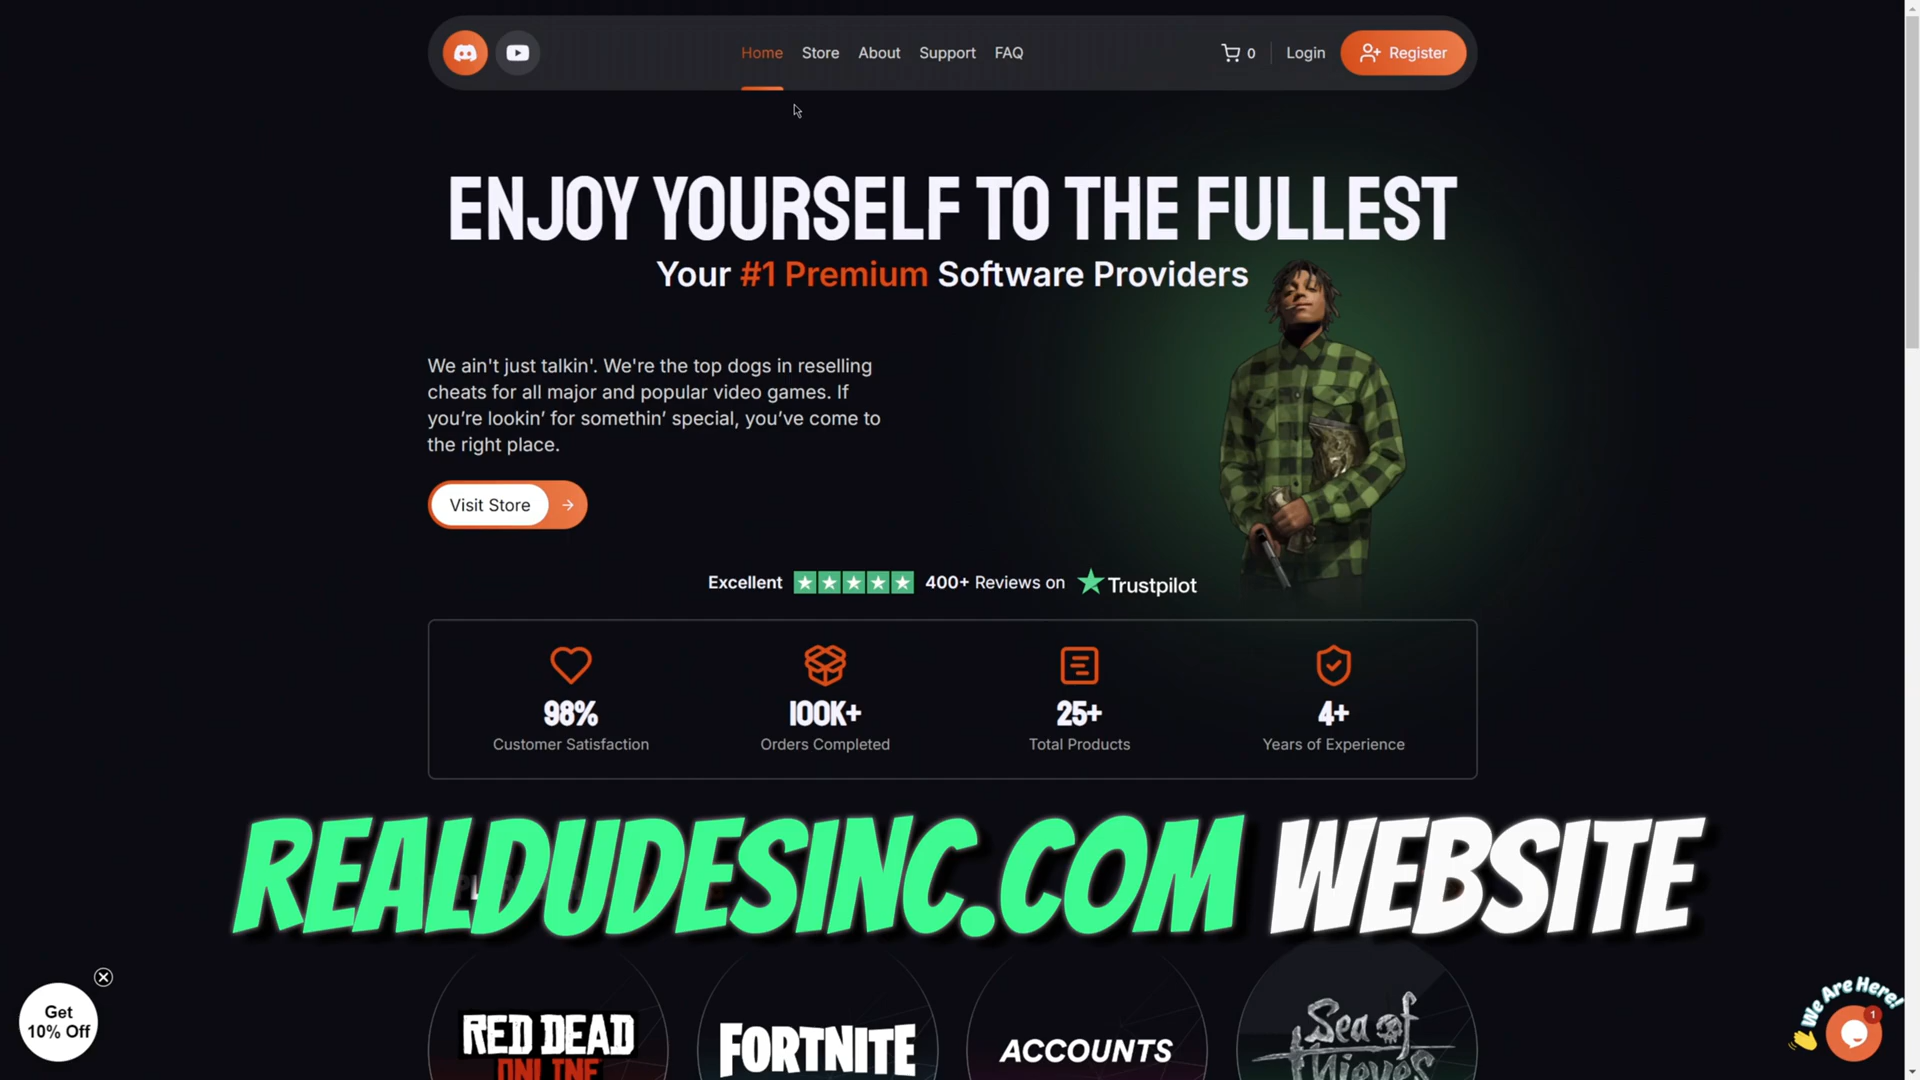 Home Store About Support FAQ 0 Login Register
ENJOY YOURSELF TO THE FULLEST
Your #1 Premium Software Providers
We ain't just talkin'. We're the top dogs in reselling
cheats for all major and popular video games. If
you’re lookin’ for somethin’ special, you’ve come to
the right place.
Visit Store
Excellent 400+ Reviews on Trustpilot
98% 100K+ 25+ 4+
Customer Satisfaction Orders Completed Total Products Years of Experience
REALDUDESINC.COM WEBSITE
Get
10% Off
We Are Here!
1
RED DEAD
ONLINE
FORTNITE
ACCOUNTS
Sea of
Thieves